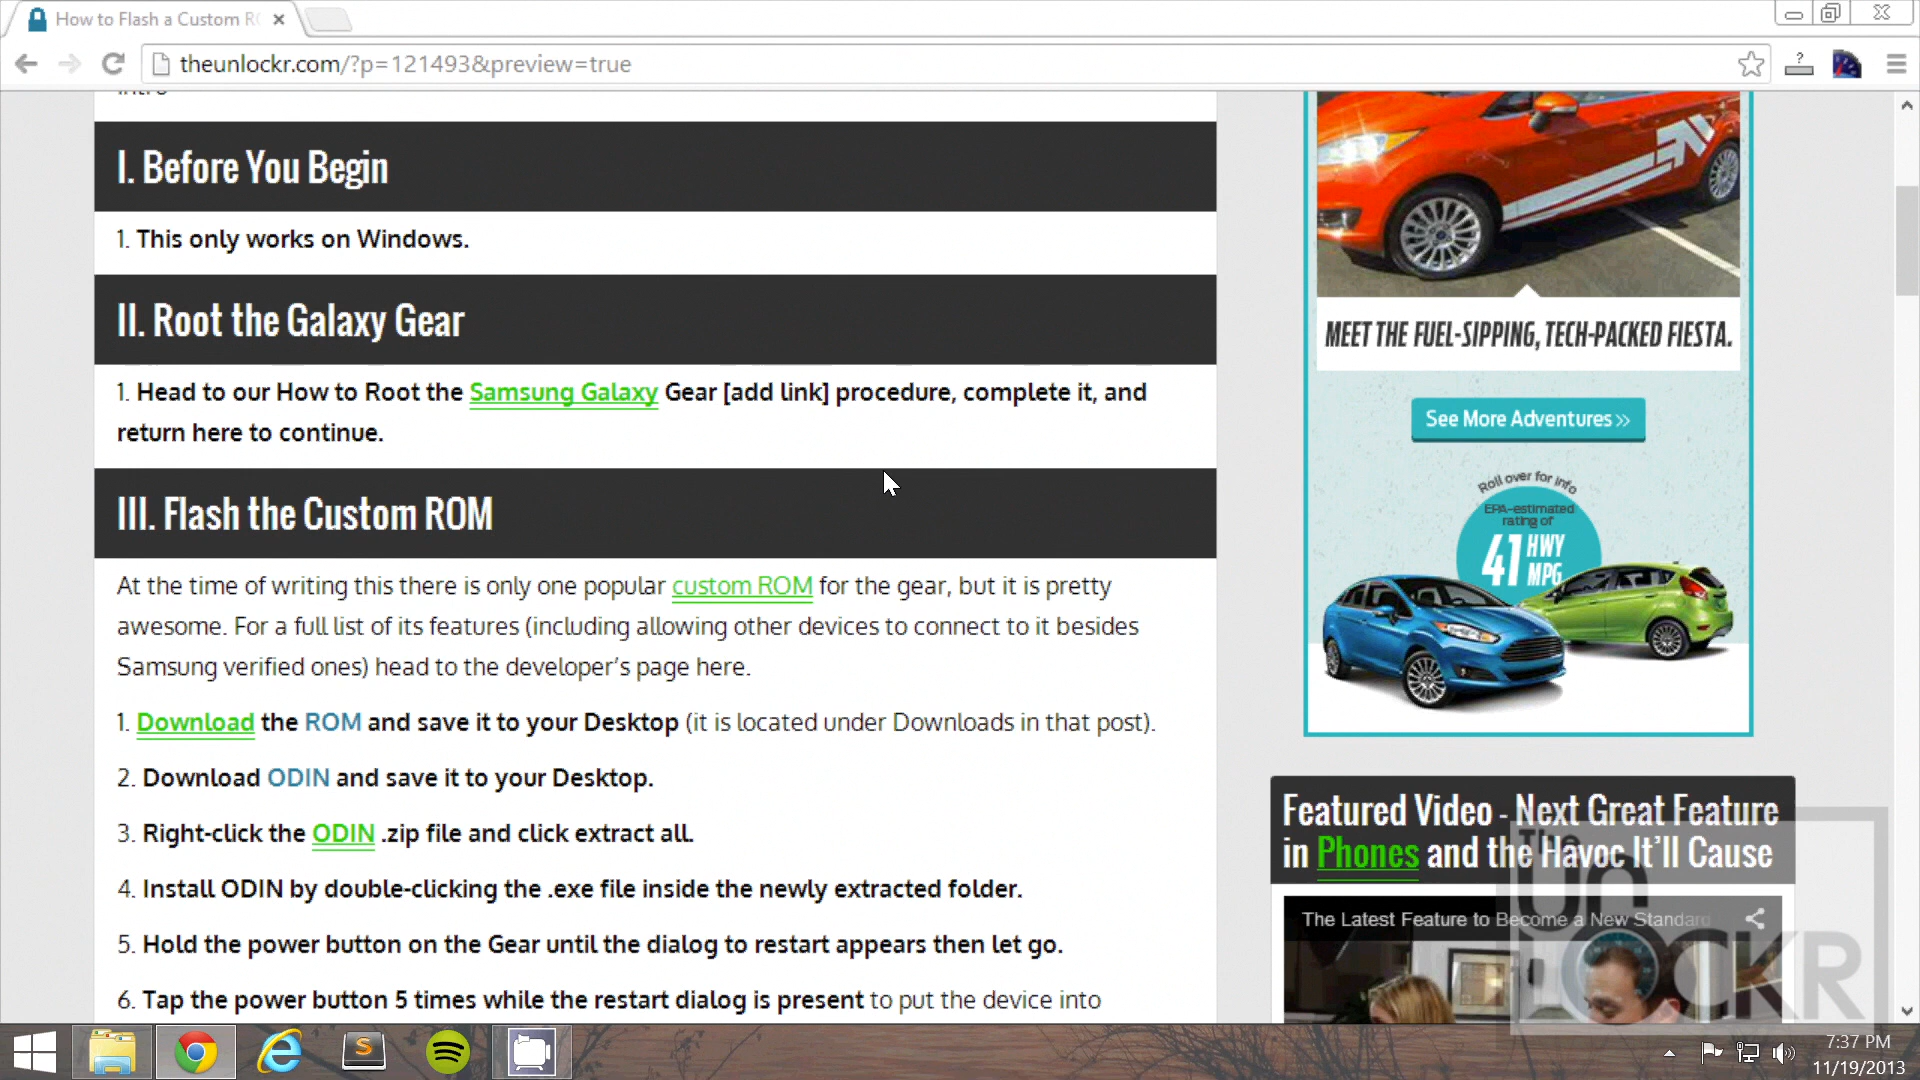 How to Flash a Custom R
theunlockr.com/?p=121493&preview=true
Intro
I. Before You Begin
1. This only works on Windows.
II. Root the Galaxy Gear
1. Head to our How to Root the Samsung Galaxy Gear [add link] procedure, complete it, and
return here to continue.
III. Flash the Custom ROM
At the time of writing this there is only one popular custom ROM for the gear, but it is pretty
awesome. For a full list of its features (including allowing other devices to connect to it besides
Samsung verified ones) head to the developer's page here.
1. Download the ROM and save it to your Desktop (it is located under Downloads in that post).
2. Download ODIN and save it to your Desktop.
3. Right-click the ODIN .zip file and click extract all.
4. Install ODIN by double-clicking the .exe file inside the newly extracted folder.
5. Hold the power button on the Gear until the dialog to restart appears then let go.
6. Tap the power button 5 times while the restart dialog is present to put the device into
MEET THE FUEL-SIPPING, TECH-PACKED FIESTA.
See More Adventures »
Roll over for info
EPA-estimated
rating of
41 HWY
MPG
Featured Video - Next Great Feature
in Phones and the Havoc It'll Cause
The Latest Feature to Become a New Standard
The
UN
LOCKR
7:37 PM
11/19/2013